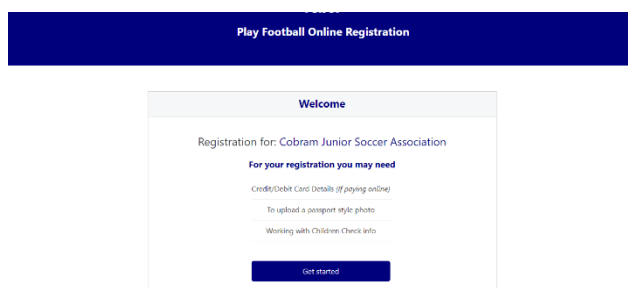 Play Football Online Registration
Welcome
Registration for: Cobram Junior Soccer Association
For your registration you may need
Credit/Debit Card Details (if paying online)
To upload a passport style photo
Working with Children Check info
Get started